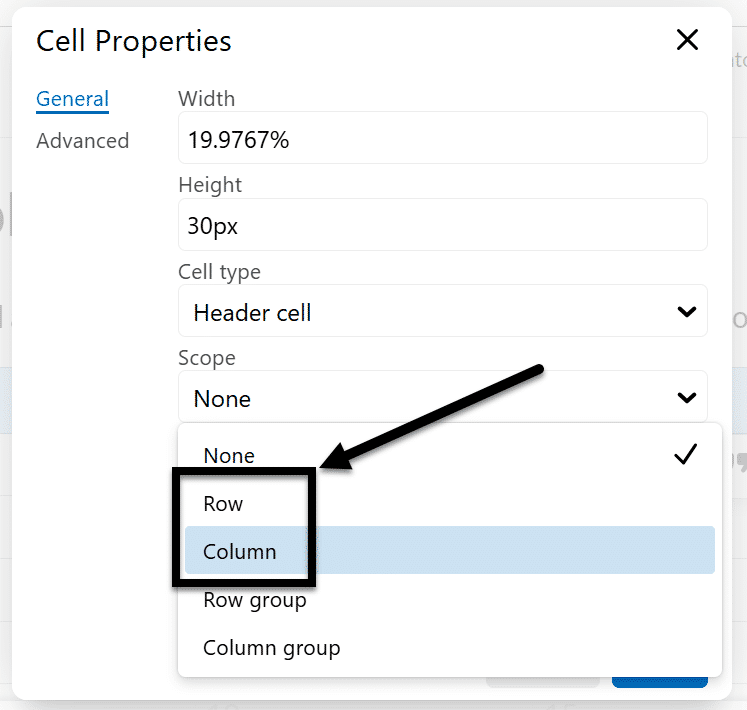 Cell Properties
General
Advanced
Width
19.9767%
Height
30px
Cell type
Header cell
Scope
None
None
Row
Column
Row group
Column group